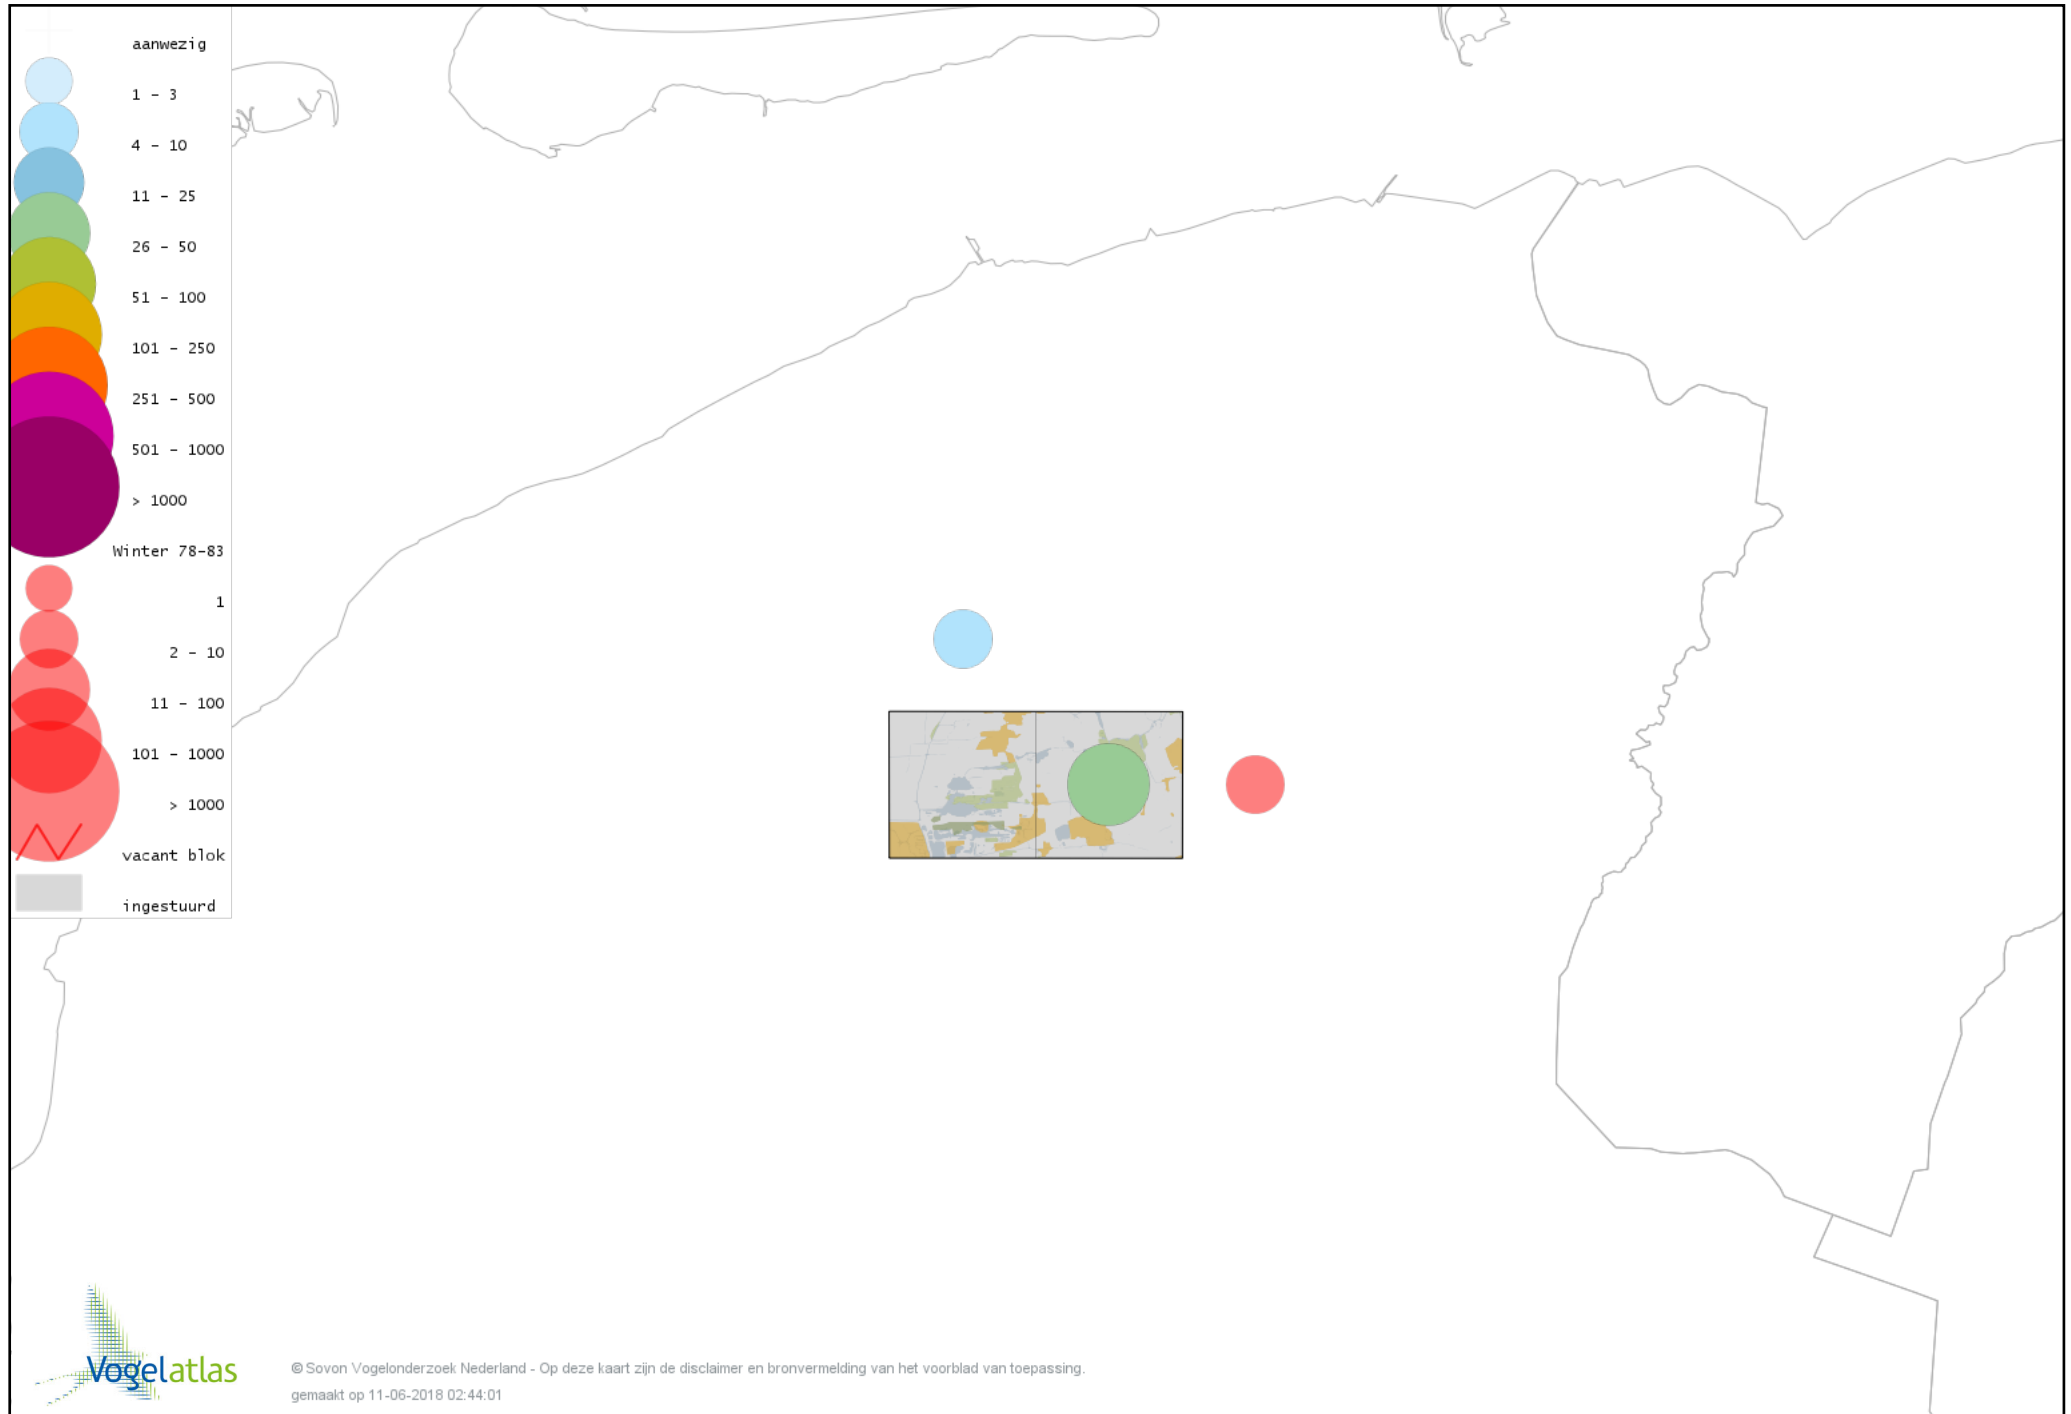 aanwezig
1 – 3
4 – 10
11 – 25
26 – 50
51 – 100
101 – 250
251 – 500
501 – 1000
> 1000
Winter 78-83
1
2 – 10
11 – 100
101 – 1000
> 1000
vacant blok
ingestuurd
Vogelatlas
© Sovon Vogelonderzoek Nederland - Op deze kaart zijn de disclaimer en bronvermelding van het voorblad van toepassing.
gemaakt op 11-06-2018 02:44:01